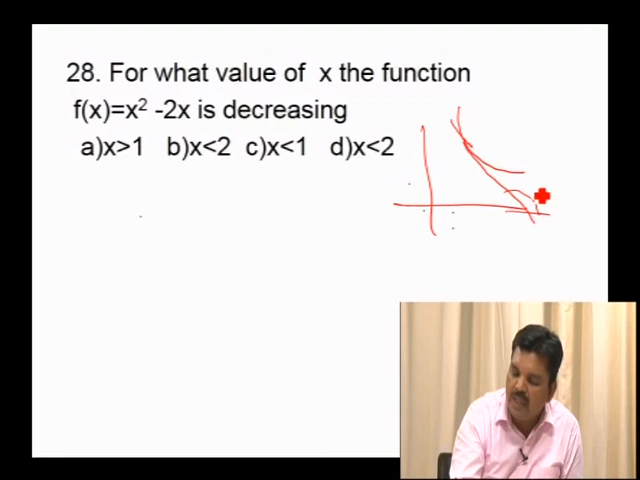 28. For what value of x the function
f(x)=x² -2x is decreasing
a)x>1 b)x<2 c)x<1 d)x<2